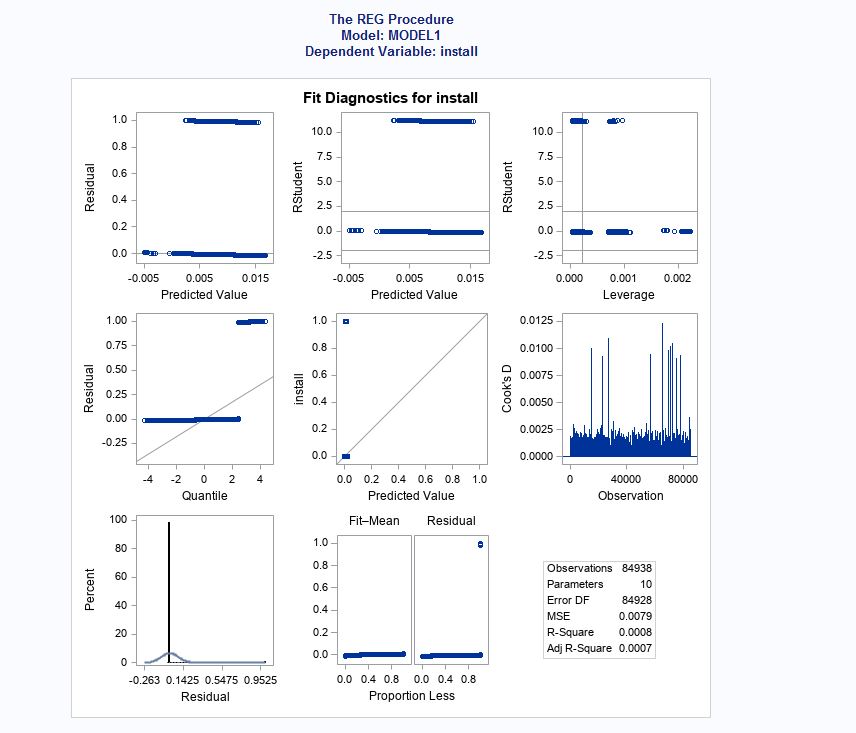 The REG Procedure
Model: MODEL1
Dependent Variable: install
Fit Diagnostics for install
1.0
0.8
0.6
0.4
0.2
0.0
Residual
-0.005 0.005 0.015
Predicted Value
10.0
7.5
5.0
2.5
0.0
-2.5
RStudent
-0.005 0.005 0.015
Predicted Value
10.0
7.5
5.0
2.5
0.0
-2.5
RStudent
0.000 0.001 0.002
Leverage
1.00
0.75
0.50
0.25
0.00
-0.25
Residual
-4 -2 0 2 4
Quantile
1.0
0.8
0.6
0.4
0.2
0.0
install
0.0 0.2 0.4 0.6 0.8 1.0
Predicted Value
0.0125
0.0100
0.0075
0.0050
0.0025
0.0000
Cook's D
0 40000 80000
Observation
100
80
60
40
20
0
Percent
-0.263 0.1425 0.5475 0.9525
Residual
Fit–Mean Residual
1.0
0.8
0.6
0.4
0.2
0.0
0.0 0.4 0.8 0.0 0.4 0.8
Proportion Less
Observations 84938
Parameters 10
Error DF 84928
MSE 0.0079
R-Square 0.0008
Adj R-Square 0.0007